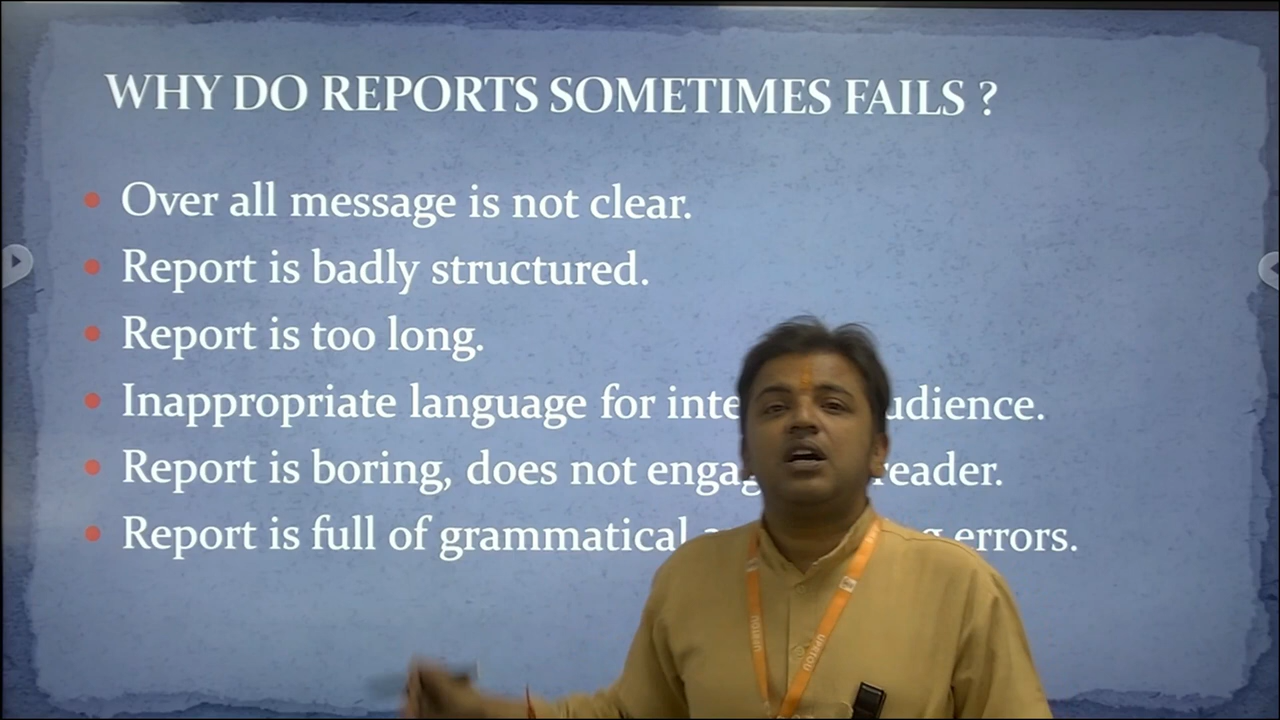 WHY DO REPORTS SOMETIMES FAILS ?
Over all message is not clear.
Report is badly structured.
Report is too long.
Inappropriate language for
Report is boring, does not reader.
Report is full of grammatical errors.